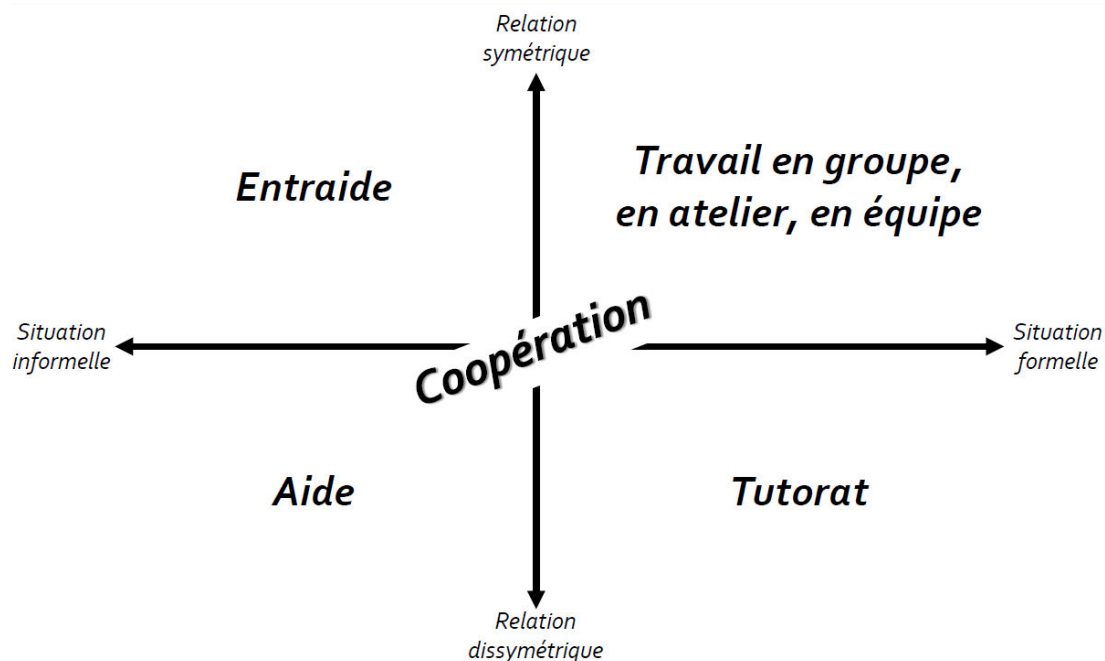 Relation
symétrique
Entraide
Travail en groupe,
en atelier, en équipe
Situation
informelle
Coopération
Situation
formelle
Aide
Tutorat
Relation
dissymétrique